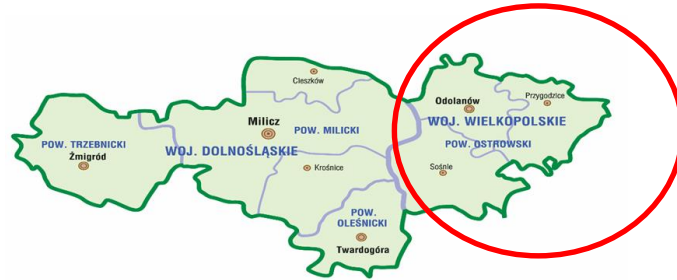 Cieszków
Odolanów
Przygodzice
Milicz
WOJ. WIELKOPOLSKIE
POW. MILICKI
POW. TRZEBNICKI
WOJ. DOLNOŚLĄSKIE
POW. OSTROWSKI
Żmigród
Krośnice
Sośnie
POW.
OLEŚNICKI
Twardogóra